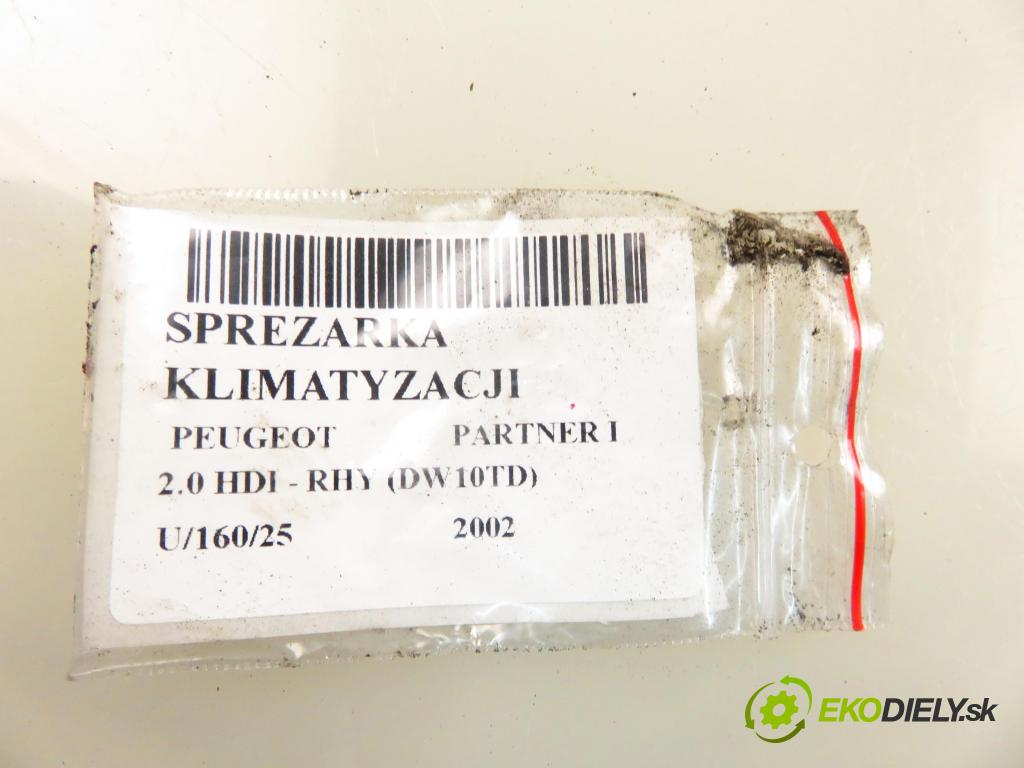 SPREZARKA
KLIMATYZACJI
PEUGEOT PARTNER I
2.0 HDI - RHY (DW10TD)
U/160/25 2002
EKODIELY.sk